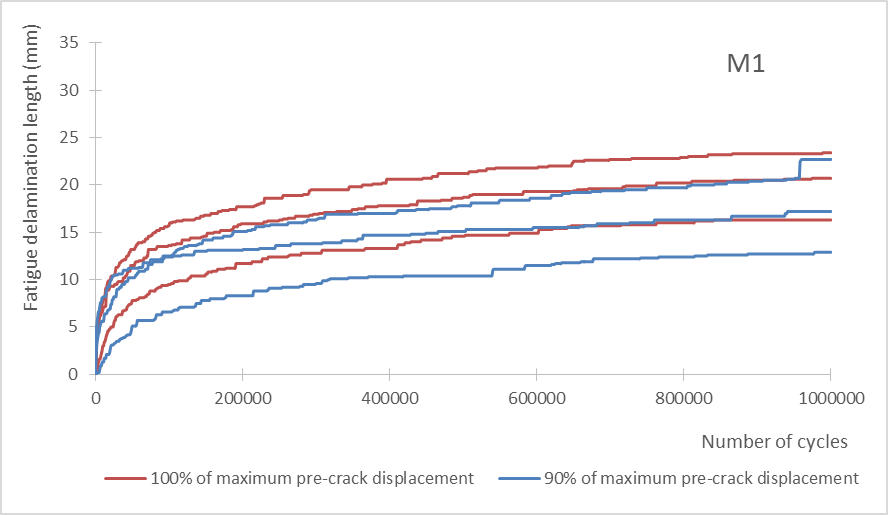 M1
Fatigue delamination length (mm)
35
30
25
20
15
10
5
0
0 200000 400000 600000 800000 1000000
Number of cycles
100% of maximum pre-crack displacement 90% of maximum pre-crack displacement